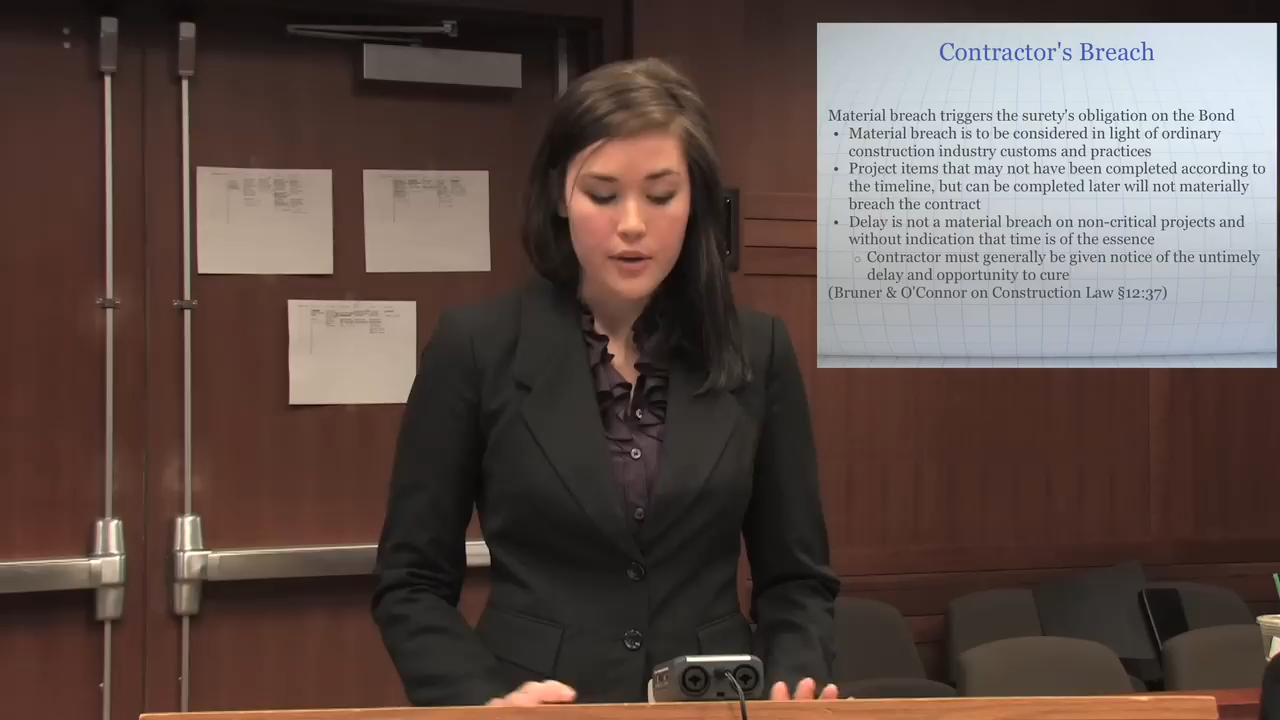 Contractor's Breach
Material breach triggers the surety's obligation on the Bond
• Material breach is to be considered in light of ordinary
construction industry customs and practices
• Project items that may not have been completed according to
the timeline, but can be completed later will not materially
breach the contract
• Delay is not a material breach on non-critical projects and
without indication that time is of the essence
○ Contractor must generally be given notice of the untimely
delay and opportunity to cure
(Bruner & O'Connor on Construction Law §12:37)